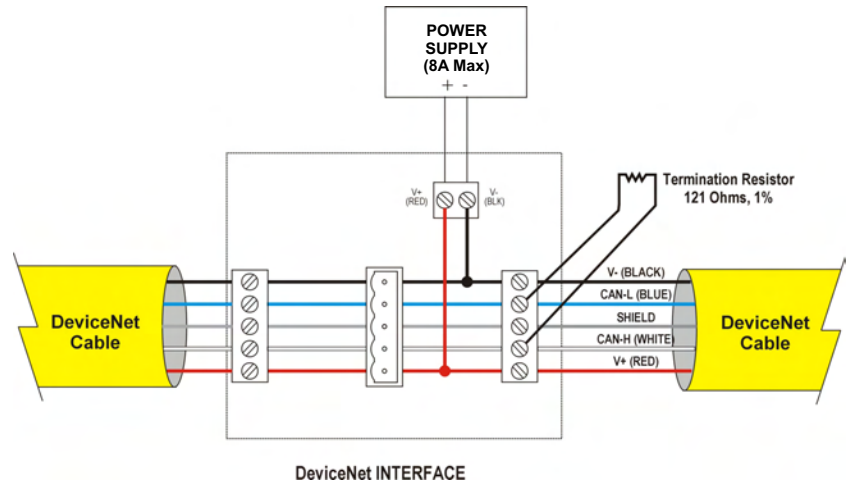 POWER
SUPPLY
(8A Max)
+ -
V+
(RED)
V-
(BLK)
Termination Resistor
121 Ohms, 1%
V- (BLACK)
CAN-L (BLUE)
SHIELD
CAN-H (WHITE)
V+ (RED)
DeviceNet
Cable
DeviceNet
Cable
DeviceNet INTERFACE